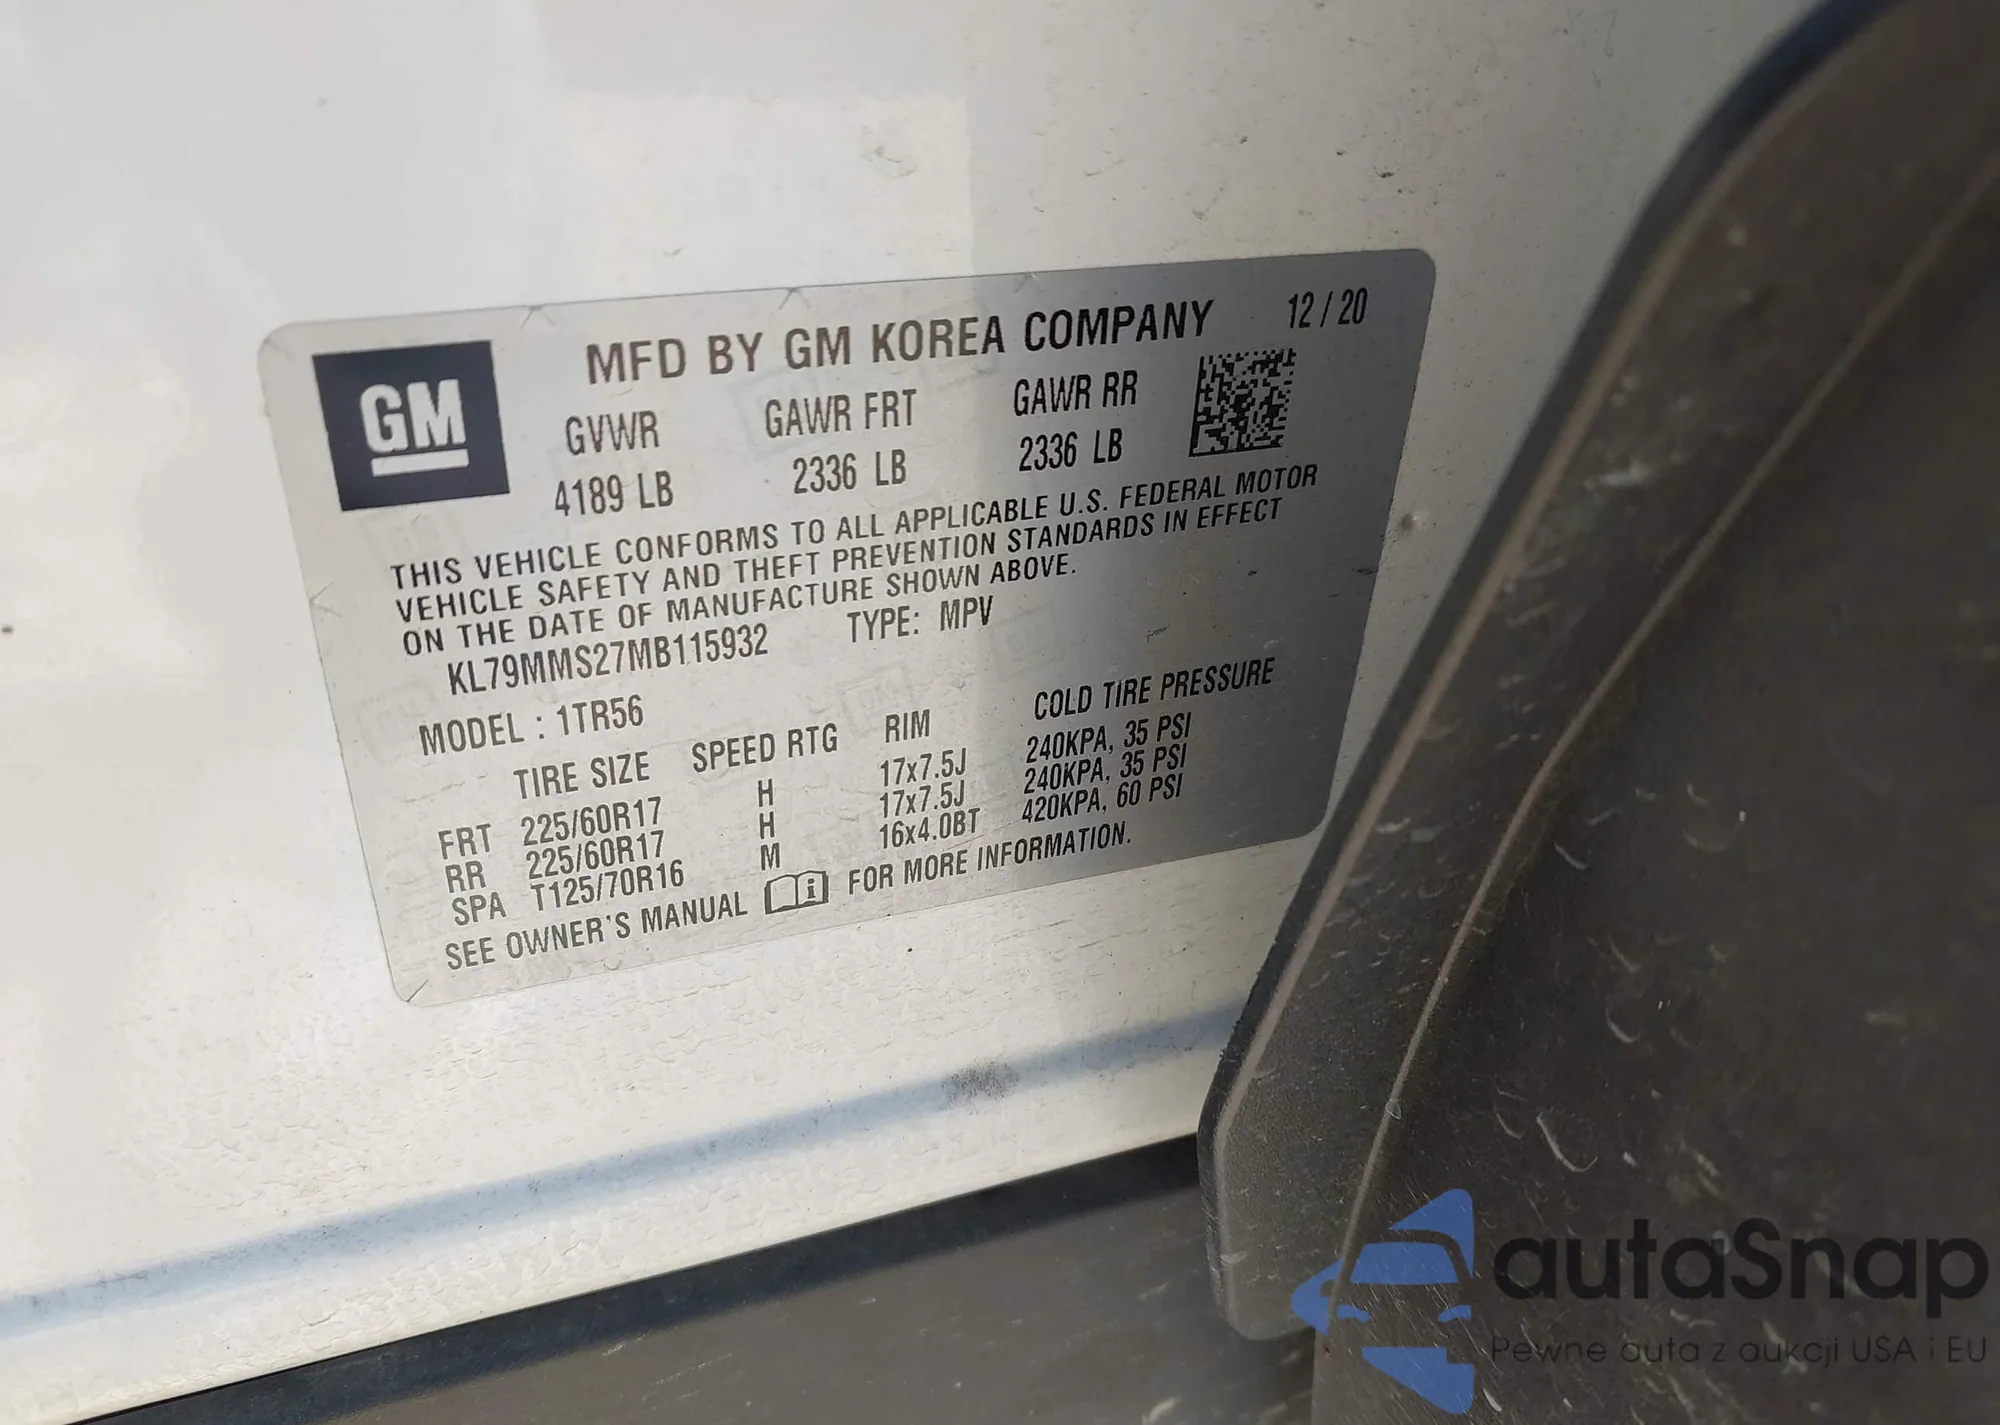 MFD BY GM KOREA COMPANY 12/20
GM
GVWR GAWR FRT GAWR RR
4189 LB 2336 LB 2336 LB
THIS VEHICLE CONFORMS TO ALL APPLICABLE U.S. FEDERAL MOTOR
VEHICLE SAFETY AND THEFT PREVENTION STANDARDS IN EFFECT
ON THE DATE OF MANUFACTURE SHOWN ABOVE.
KL79MMS27MB115932 TYPE: MPV
MODEL : 1TR56
TIRE SIZE SPEED RTG RIM COLD TIRE PRESSURE
FRT 225/60R17 H 17x7.5J 240KPA, 35 PSI
RR 225/60R17 H 17x7.5J 240KPA, 35 PSI
SPA T125/70R16 M 16x4.0BT 420KPA, 60 PSI
SEE OWNER'S MANUAL FOR MORE INFORMATION.
autaSnap
Pewne auta z aukcji USA i EU